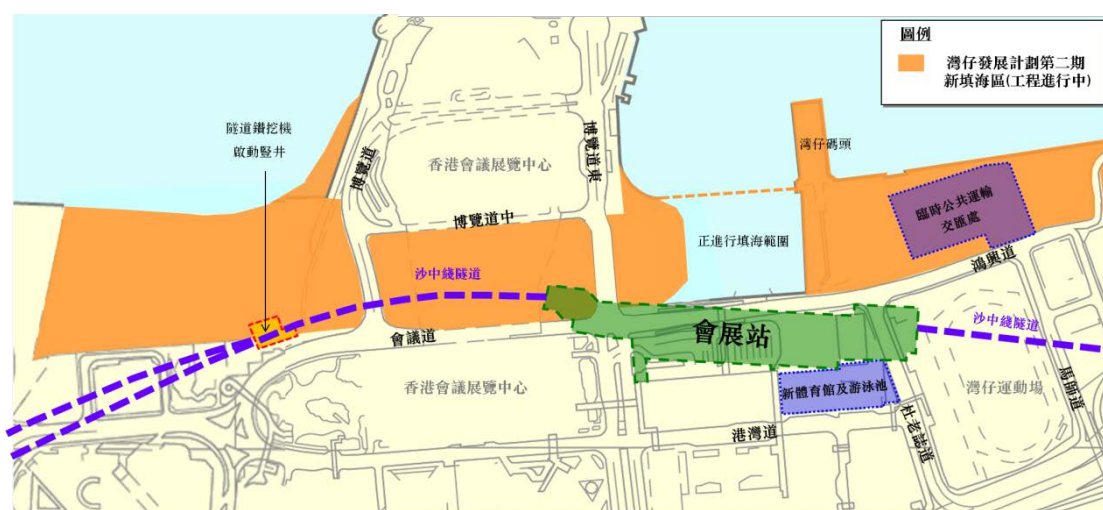 圖例
灣仔發展計劃第二期
新填海區(工程進行中)
隧道鑽挖機
啟動豎井
博覽道
香港會議展覽中心
博覽道東
灣仔碼頭
臨時公共運輸
交匯處
博覽道中
正進行填海範圍
鴻興道
沙中綫隧道
會議道
會展站
沙中綫隧道
香港會議展覽中心
新體育館及游泳池
灣仔運動場
馬師道
港灣道
杜老誌道